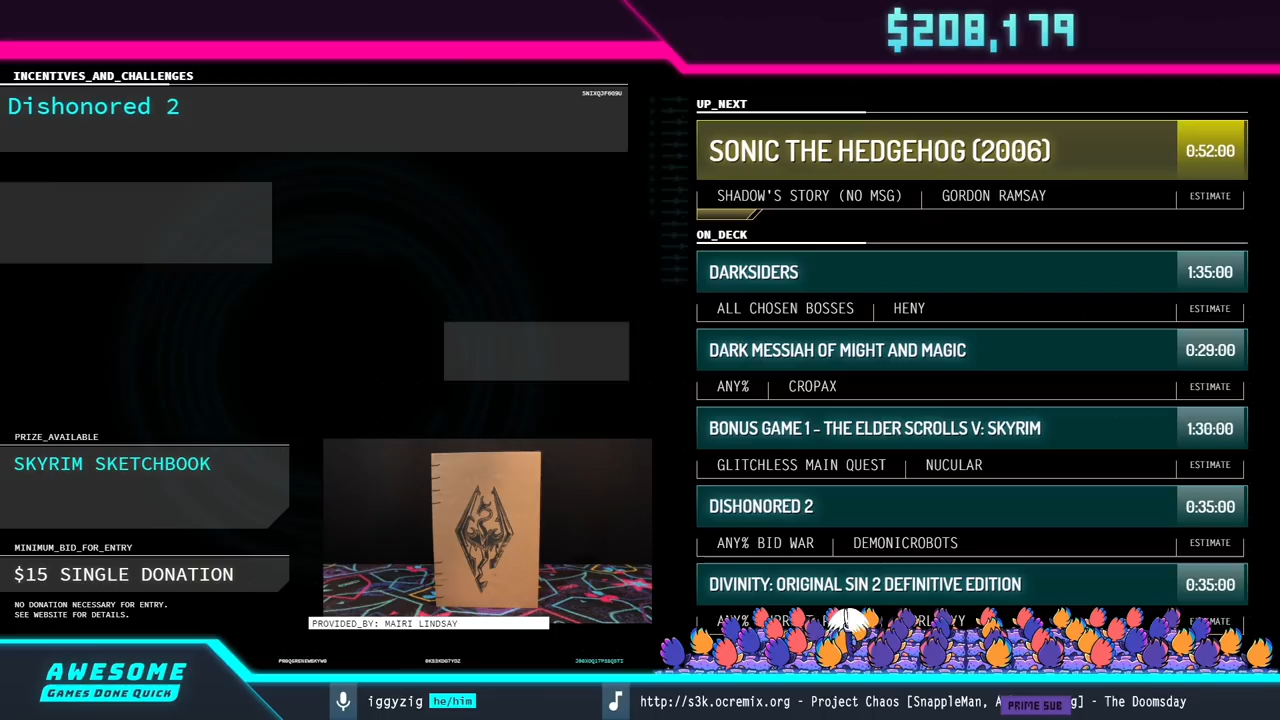 $208,179
INCENTIVES_AND_CHALLENGES
Dishonored 2
UP_NEXT
SONIC THE HEDGEHOG (2006)
0:52:00
SHADOW'S STORY (NO MSG)
GORDON RAMSAY
ESTIMATE
ON_DECK
DARKSIDERS
1:35:00
ALL CHOSEN BOSSES
HENY
ESTIMATE
DARK MESSIAH OF MIGHT AND MAGIC
0:29:00
ANY%
CROPAX
ESTIMATE
BONUS GAME 1 - THE ELDER SCROLLS V: SKYRIM
1:30:00
GLITCHLESS MAIN QUEST
NUCULAR
ESTIMATE
DISHONORED 2
0:35:00
ANY% BID WAR
DEMONICROBOTS
ESTIMATE
DIVINITY: ORIGINAL SIN 2 DEFINITIVE EDITION
0:35:00
PRIZE_AVAILABLE
SKYRIM SKETCHBOOK
MINIMUM_BID_FOR_ENTRY
$15 SINGLE DONATION
NO DONATION NECESSARY FOR ENTRY.
SEE WEBSITE FOR DETAILS.
PROVIDED_BY: MAIRI LINDSAY
AWESOME
GAMES DONE QUICK
iggyzig he/him
http://s3k.ocremix.org - Project Chaos [SnappleMan, - The Doomsday
PRIME SUB